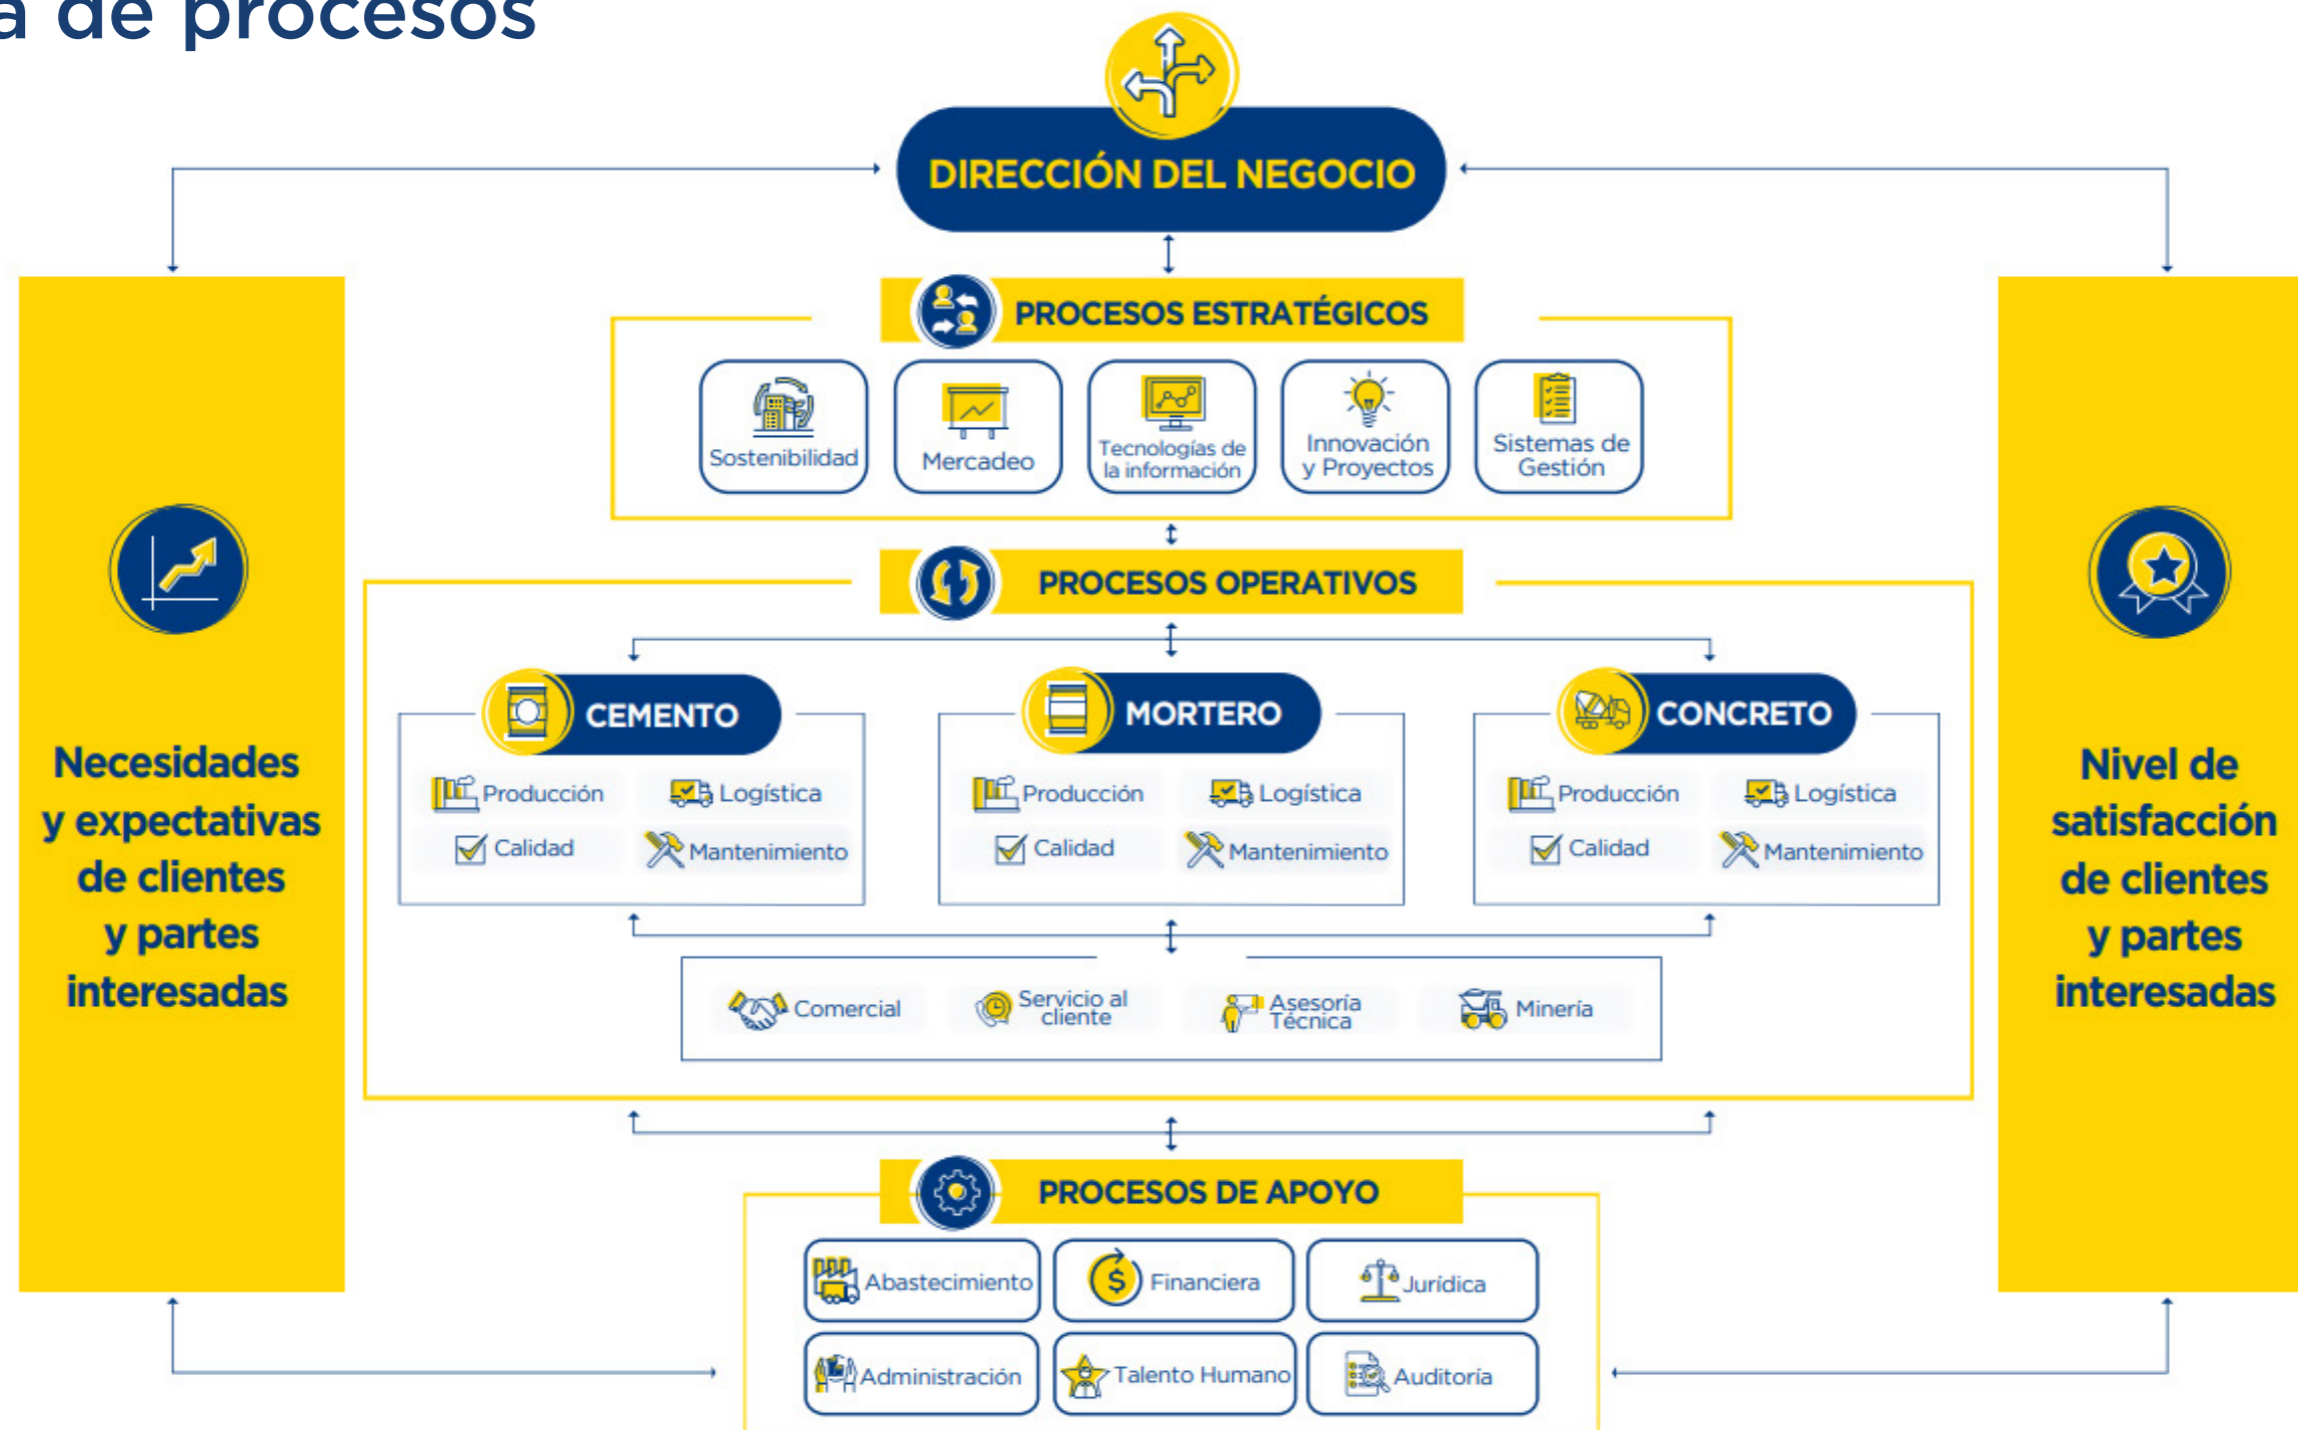 a de procesos
DIRECCIÓN DEL NEGOCIO
PROCESOS ESTRATÉGICOS
Sostenibilidad
Mercadeo
Tecnologías de
la información
Innovación
y Proyectos
Sistemas de
Gestión
Necesidades
y expectativas
de clientes
y partes
interesadas
PROCESOS OPERATIVOS
CEMENTO
Producción
Logística
Calidad
Mantenimiento
MORTERO
Producción
Logística
Calidad
Mantenimiento
CONCRETO
Producción
Logística
Calidad
Mantenimiento
Comercial
Servicio al
cliente
Asesoría
Técnica
Minería
Nivel de
satisfacción
de clientes
y partes
interesadas
PROCESOS DE APOYO
Abastecimiento
$
Financiera
Jurídica
Administración
Talento Humano
Auditoría